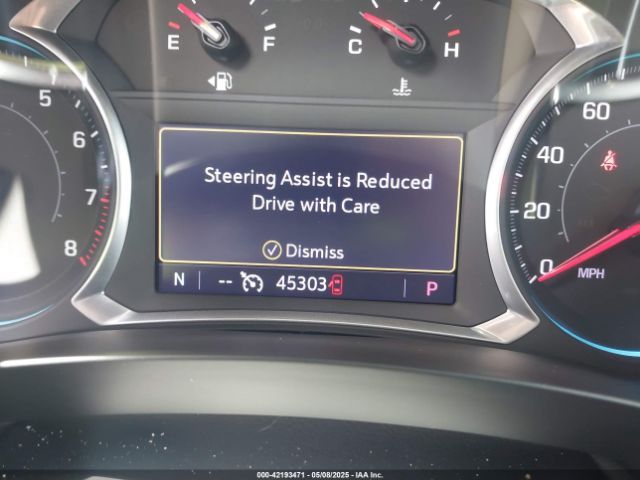 E F C H
5
6
7
8
60
40
20
0
MPH
Steering Assist is Reduced
Drive with Care
Dismiss
N -- 45303 P
000-42193471 - 05/08/2025 - IAA Inc.